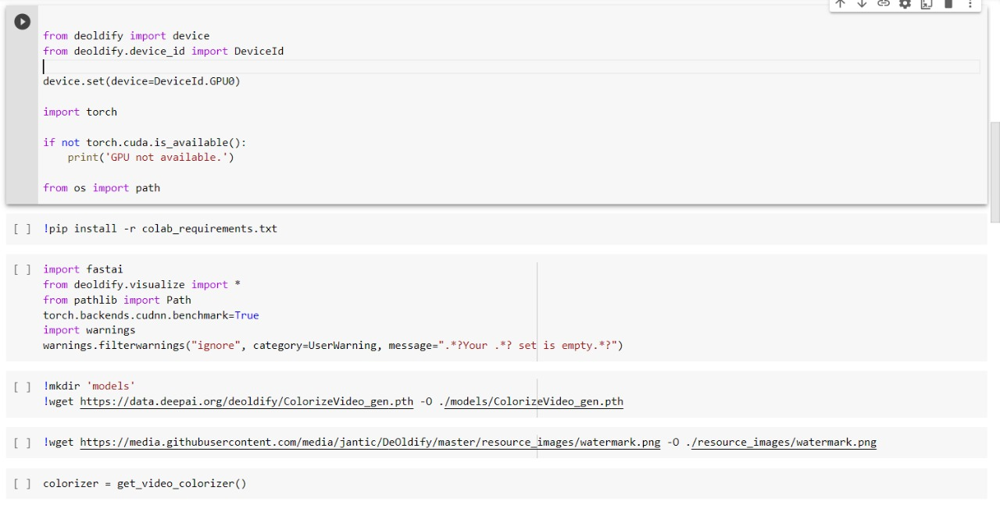 from deoldify import device
from deoldify.device_id import DeviceId
device.set(device=DeviceId.GPU0)
import torch
if not torch.cuda.is_available():
    print('GPU not available.')
from os import path
[ ] !pip install -r colab_requirements.txt
[ ] import fastai
from deoldify.visualize import *
from pathlib import Path
torch.backends.cudnn.benchmark=True
import warnings
warnings.filterwarnings("ignore", category=UserWarning, message=".*?Your .*? set is empty.*?")
[ ] !mkdir 'models'
!wget https://data.deepai.org/deoldify/ColorizeVideo_gen.pth -O ./models/ColorizeVideo_gen.pth
[ ] !wget https://media.githubusercontent.com/media/jantic/DeOldify/master/resource_images/watermark.png -O ./resource_images/watermark.png
[ ] colorizer = get_video_colorizer()